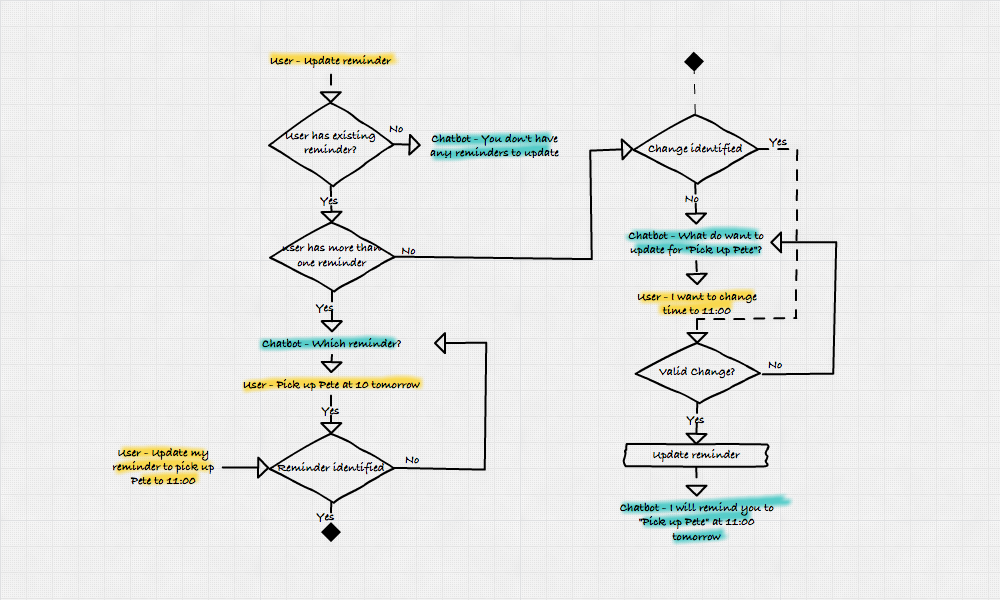 User - Update reminder
User has existing
reminder?
No
Chatbot - You don't have
any reminders to update
Yes
User has more than
one reminder
No
Yes
Chatbot - Which reminder?
User - Pick up Pete at 10 tomorrow
Yes
User - Update my
reminder to pick up
Pete to 11:00
Reminder identified
No
Yes
Change identified
Yes
No
Chatbot - What do want to
update for "Pick Up Pete"?
User - I want to change
time to 11:00
Valid Change?
No
Yes
Update reminder
Chatbot - I will remind you to
"Pick up Pete" at 11:00
tomorrow